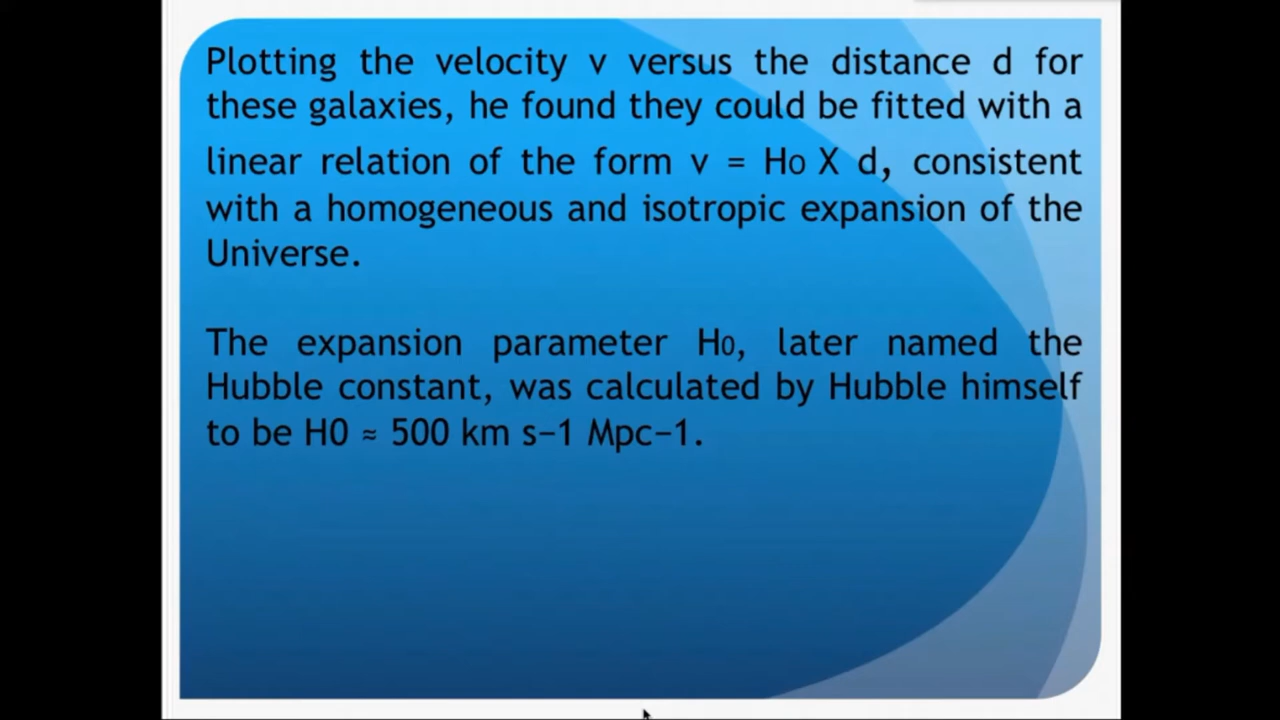 Plotting the velocity v versus the distance d for
these galaxies, he found they could be fitted with a
linear relation of the form v = H0 X d, consistent
with a homogeneous and isotropic expansion of the
Universe.
The expansion parameter H0, later named the
Hubble constant, was calculated by Hubble himself
to be H0 ≈ 500 km s−1 Mpc−1.